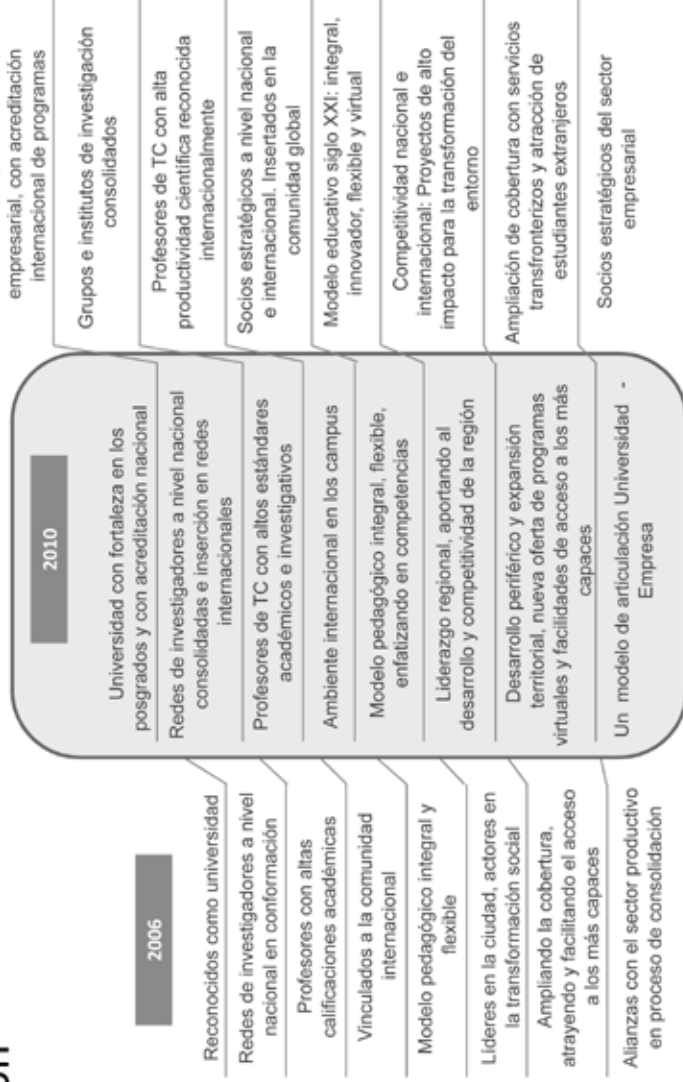 2006
Reconocidos como universidad
Redes de investigadores a nivel
nacional en conformación
Profesores con altas
calificaciones académicas
Vinculados a la comunidad
internacional
Modelo pedagógico integral y
flexible
Lideres en la ciudad, actores en
la transformación social
Ampliando la cobertura,
atrayendo y facilitando el acceso
a los más capaces
Alianzas con el sector productivo
en proceso de consolidación
2010
Universidad con fortaleza en los
posgrados y con acreditación nacional
Redes de investigadores a nivel nacional
consolidadas e inserción en redes
internacionales
Profesores de TC con altos estándares
académicos e investigativos
Ambiente internacional en los campus
Modelo pedagógico integral, flexible,
enfatizando en competencias
Liderazgo regional, aportando al
desarrollo y competitividad de la región
Desarrollo periférico y expansión
territorial, nueva oferta de programas
virtuales y facilidades de acceso a los más
capaces
Un modelo de articulación Universidad -
Empresa
empresarial, con acreditación
internacional de programas
Grupos e institutos de investigación
consolidados
Profesores de TC con alta
productividad científica reconocida
internacionalmente
Socios estratégicos a nivel nacional
e internacional. Insertados en la
comunidad global
Modelo educativo siglo XXI: integral,
innovador, flexible y virtual
Competitividad nacional e
internacional: Proyectos de alto
impacto para la transformación del
entorno
Ampliación de cobertura con servicios
transfronterizos y atracción de
estudiantes extranjeros
Socios estratégicos del sector
empresarial